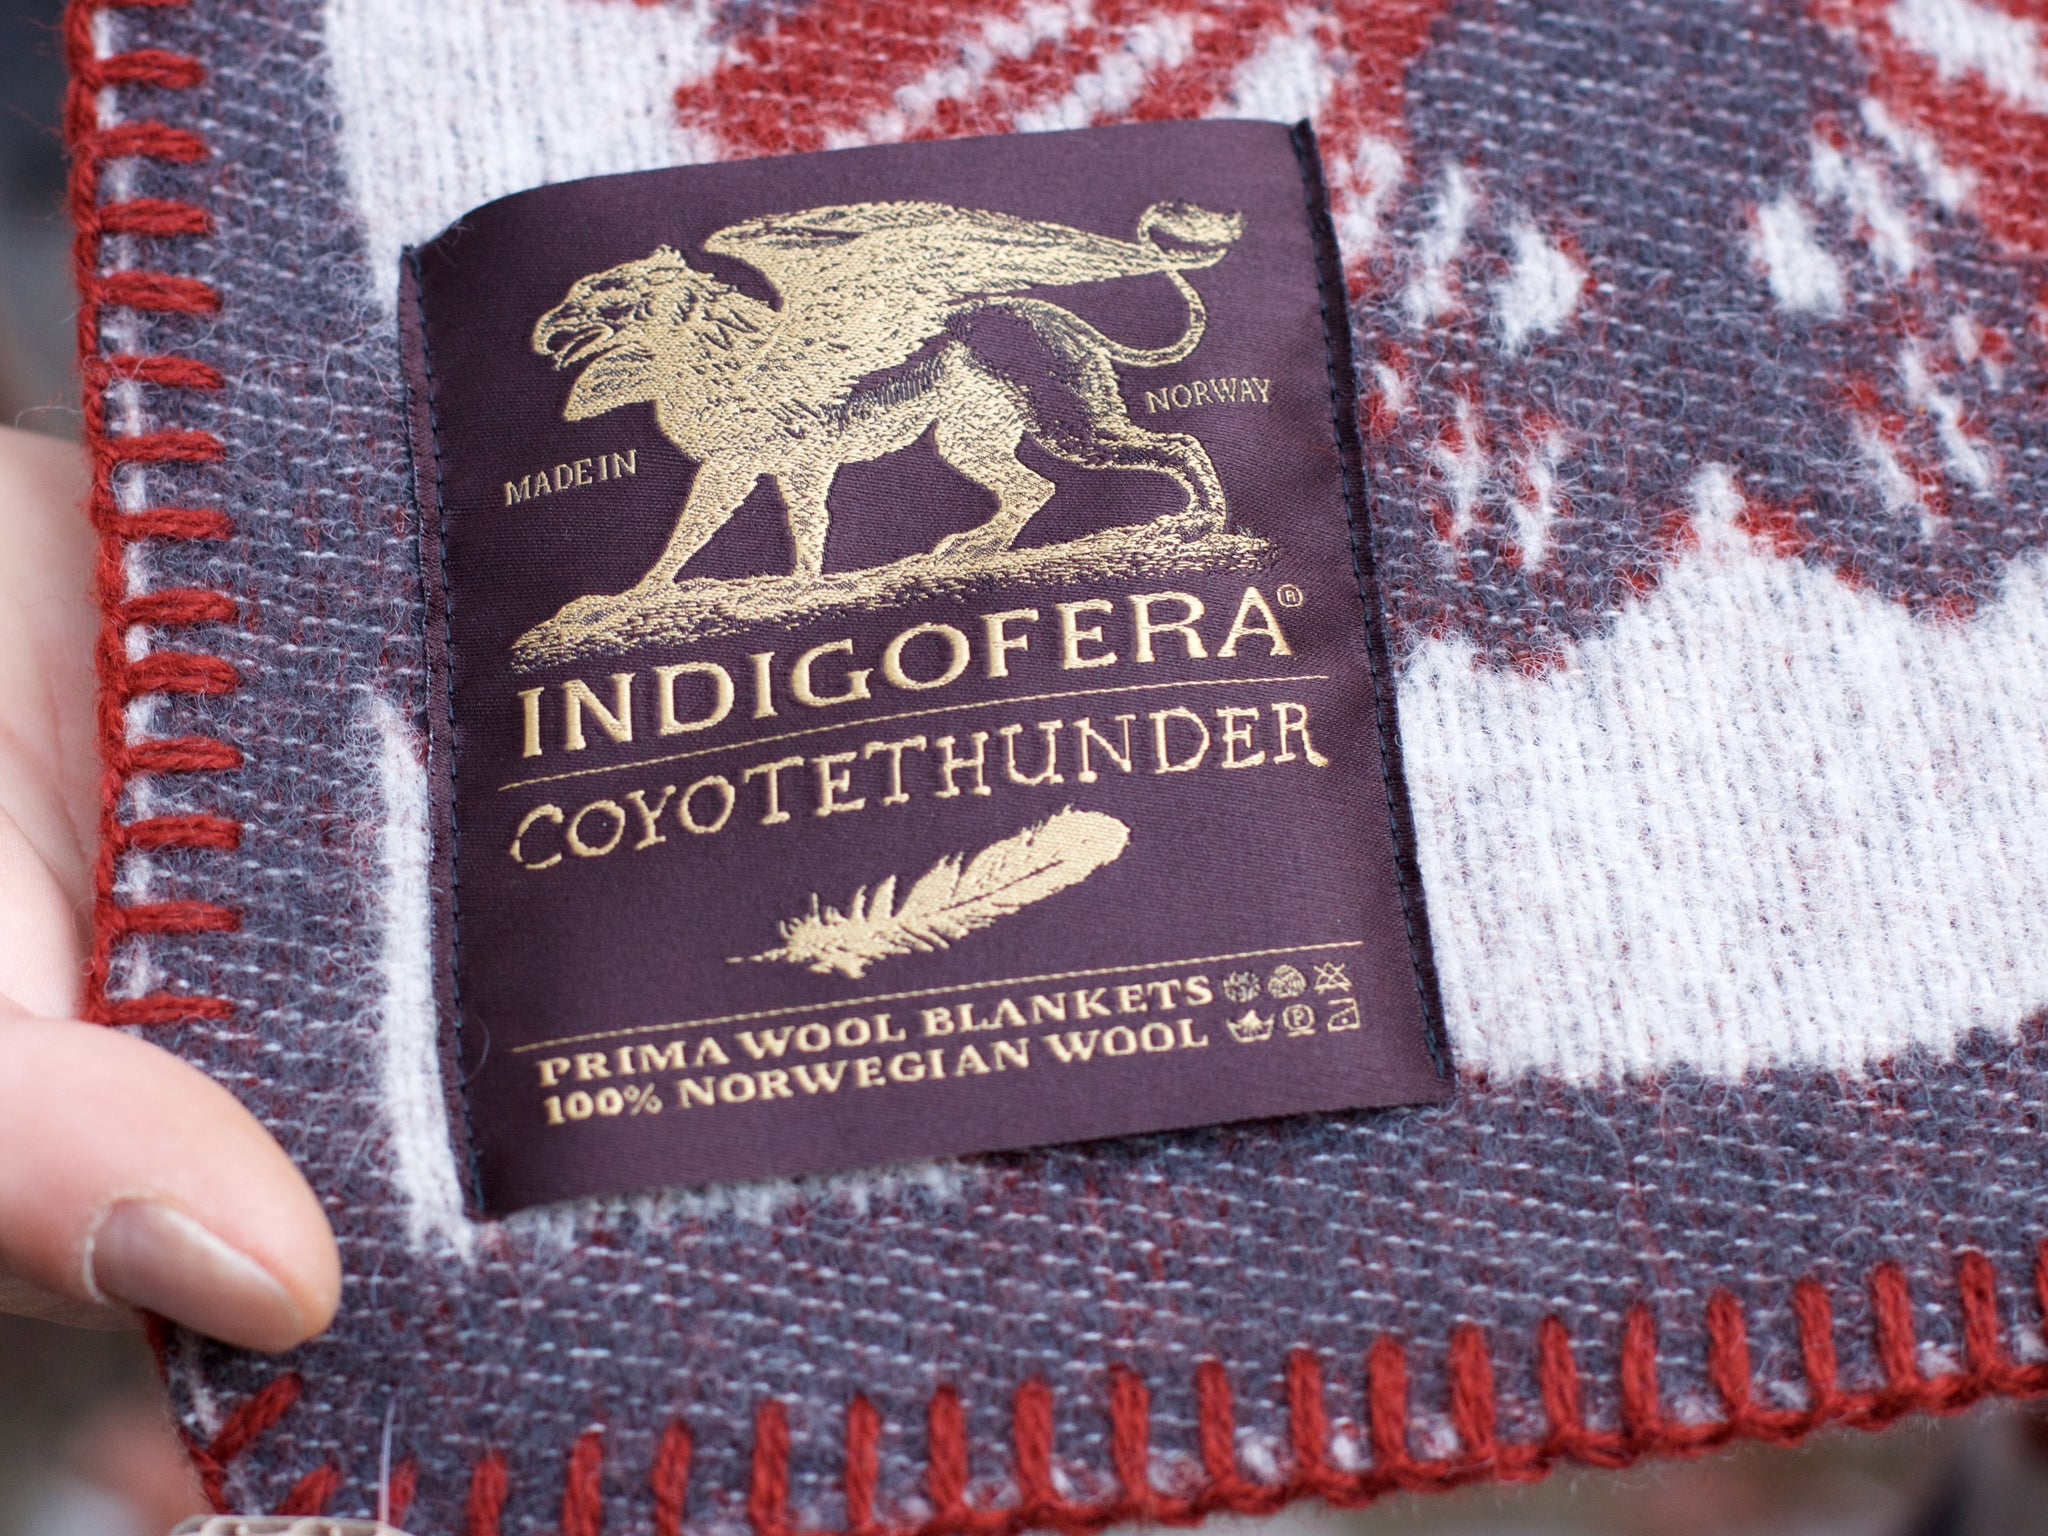 MADE IN NORWAY
INDIGOFERA®
COYOTETHUNDER
PRIMA WOOL BLANKETS
100% NORWEGIAN WOOL